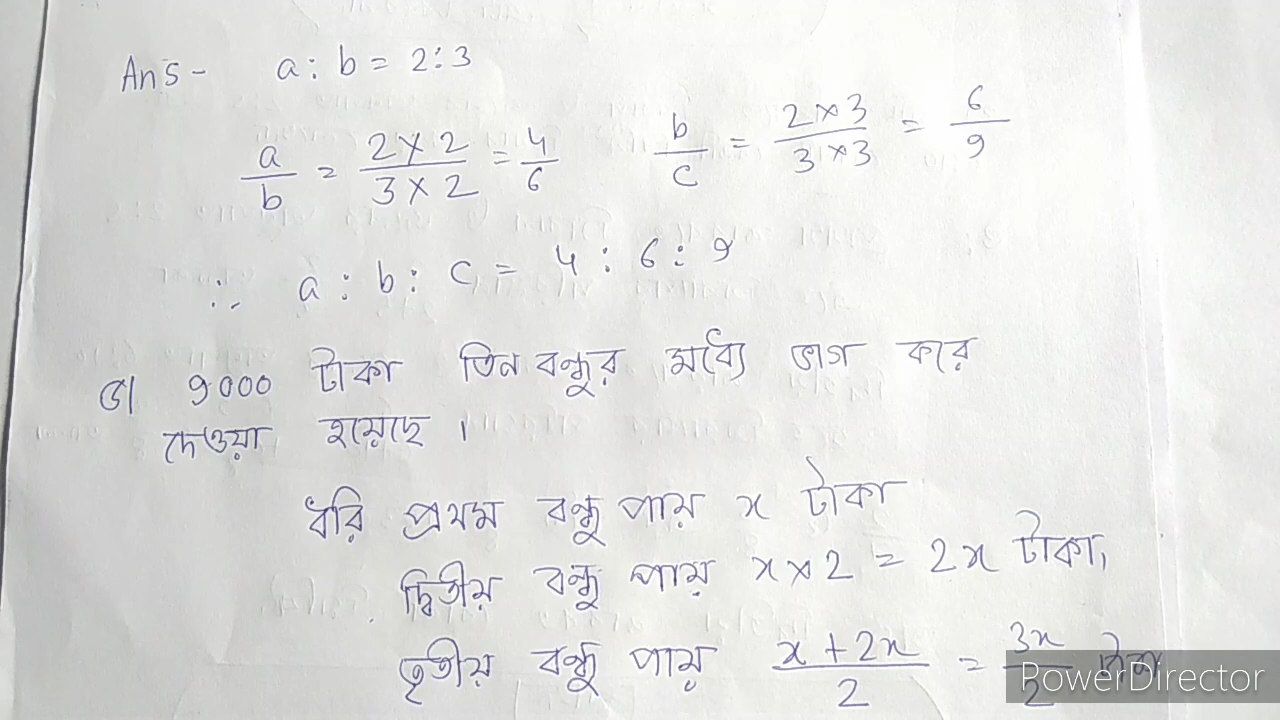 Ans - a : b = 2 : 3
a/b = 2×2/3×2 = 4/6 b/c = 2×3/3×3 = 6/9
∴ a : b : c = 4 : 6 : 9
৩। 9000 টাকা তিন বন্ধুর মধ্যে ভাগ করে
দেওয়া হয়েছে।
ধরি প্রথম বন্ধু পায় x টাকা
দ্বিতীয় বন্ধু পায় x×2 = 2x টাকা,
তৃতীয় বন্ধু পায় x+2x/2 = 3x/2 টাকা
PowerDirector